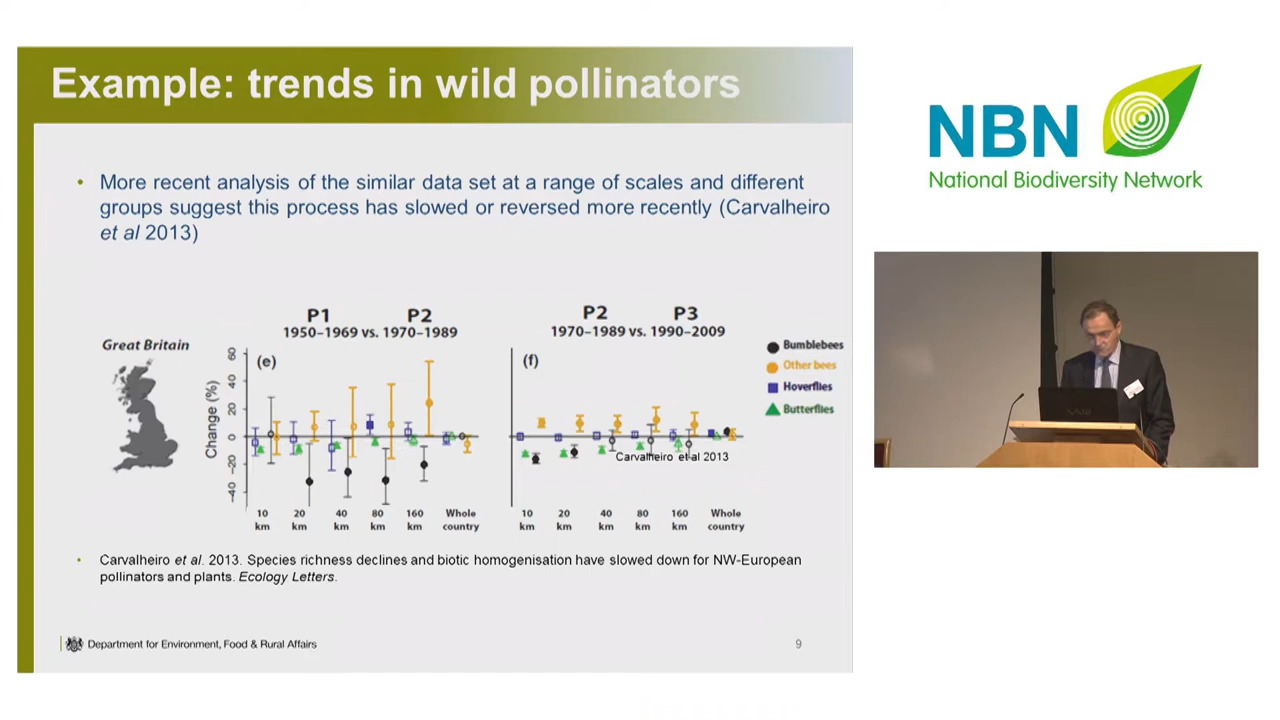 Example: trends in wild pollinators
• More recent analysis of the similar data set at a range of scales and different
groups suggest this process has slowed or reversed more recently (Carvalheiro
et al 2013)
Great Britain
P1 P2
1950–1969 vs. 1970–1989
(e)
Change (%)
60
40
20
0
−20
−40
10 km
20 km
40 km
80 km
160 km
Whole country
P2 P3
1970–1989 vs. 1990–2009
(f)
Carvalheiro et al 2013
10 km
20 km
40 km
80 km
160 km
Whole country
Bumblebees
Other bees
Hoverflies
Butterflies
• Carvalheiro et al. 2013. Species richness declines and biotic homogenisation have slowed down for NW-European
pollinators and plants. Ecology Letters.
Department for Environment, Food & Rural Affairs
9
NBN
National Biodiversity Network
VAIO